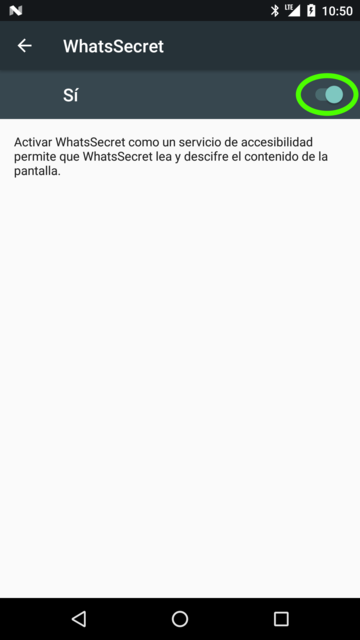 LTE 10:50
WhatsSecret
Sí
Activar WhatsSecret como un servicio de accesibilidad
permite que WhatsSecret lea y descifre el contenido de la
pantalla.